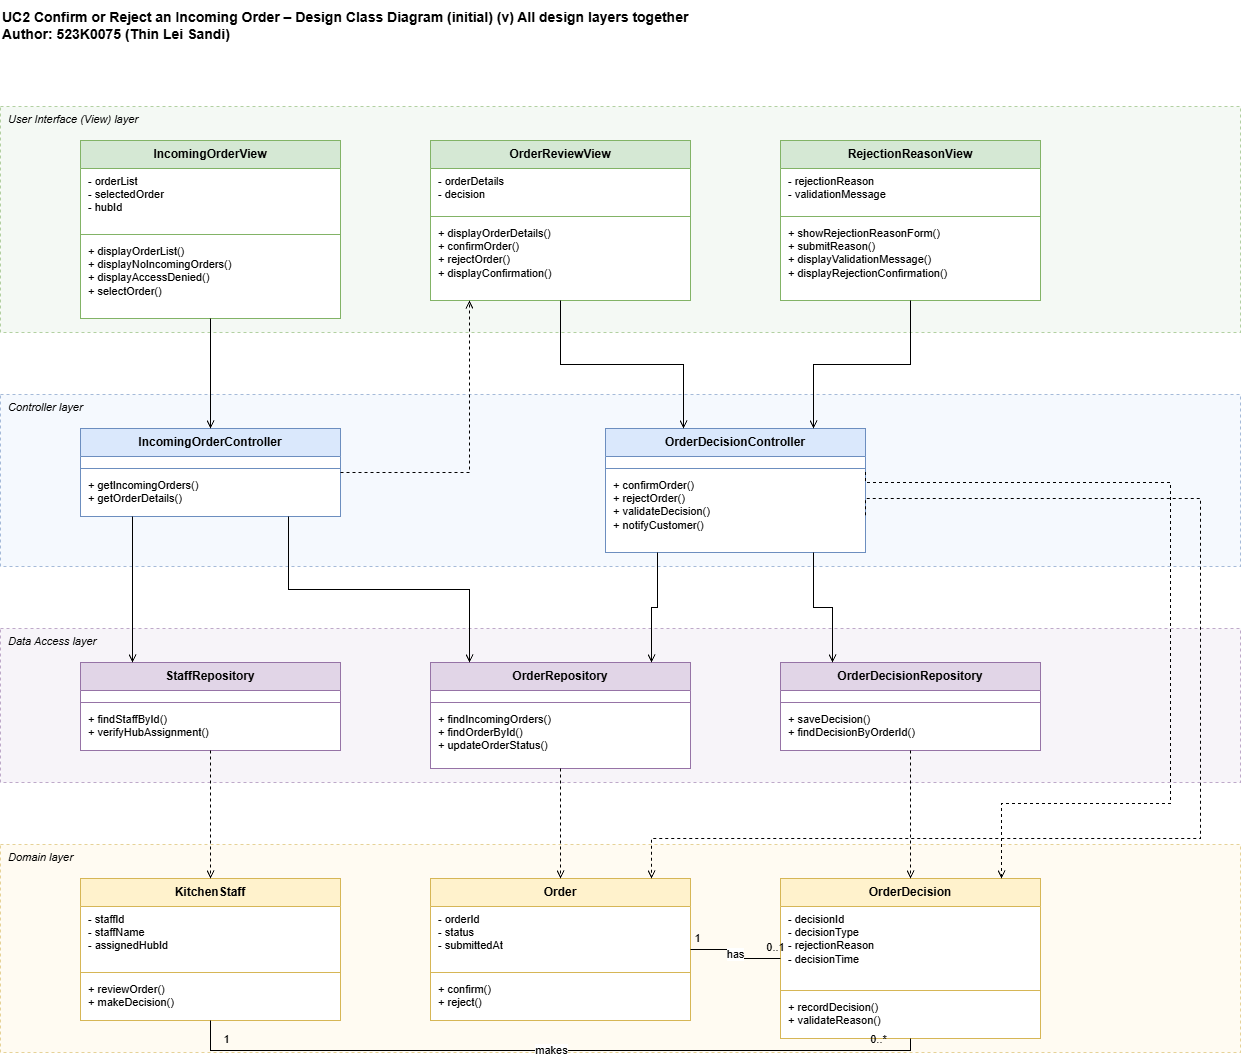 UC2 Confirm or Reject an Incoming Order – Design Class Diagram (initial) (v) All design layers together
Author: 523K0075 (Thin Lei Sandi)
User Interface (View) layer
IncomingOrderView
- orderList
- selectedOrder
- hubId
+ displayOrderList()
+ displayNoIncomingOrders()
+ displayAccessDenied()
+ selectOrder()
OrderReviewView
- orderDetails
- decision
+ displayOrderDetails()
+ confirmOrder()
+ rejectOrder()
+ displayConfirmation()
RejectionReasonView
- rejectionReason
- validationMessage
+ showRejectionReasonForm()
+ submitReason()
+ displayValidationMessage()
+ displayRejectionConfirmation()
Controller layer
IncomingOrderController
+ getIncomingOrders()
+ getOrderDetails()
OrderDecisionController
+ confirmOrder()
+ rejectOrder()
+ validateDecision()
+ notifyCustomer()
Data Access layer
StaffRepository
+ findStaffById()
+ verifyHubAssignment()
OrderRepository
+ findIncomingOrders()
+ findOrderById()
+ updateOrderStatus()
OrderDecisionRepository
+ saveDecision()
+ findDecisionByOrderId()
Domain layer
KitchenStaff
- staffId
- staffName
- assignedHubId
+ reviewOrder()
+ makeDecision()
Order
- orderId
- status
- submittedAt
+ confirm()
+ reject()
1
has
0..1
OrderDecision
- decisionId
- decisionType
- rejectionReason
- decisionTime
+ recordDecision()
+ validateReason()
1
makes
0..*